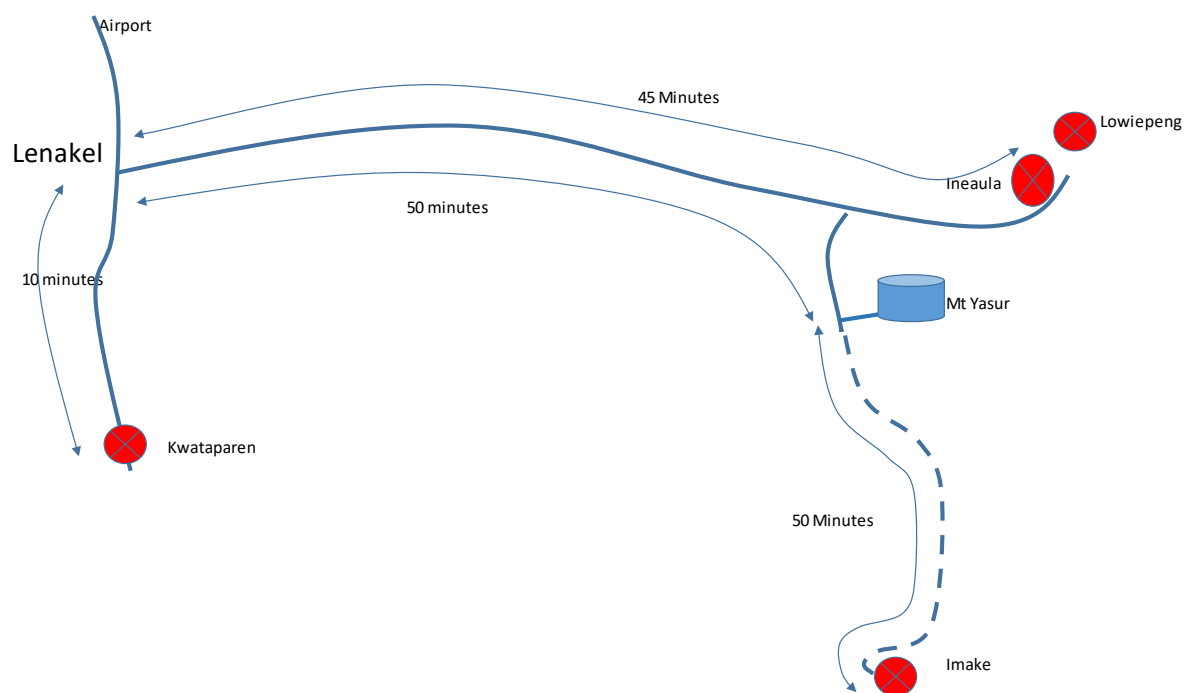 Airport
45 Minutes
Lowiepeng
Lenakel
Ineaula
50 minutes
10 minutes
Mt Yasur
Kwataparen
50 Minutes
Imake